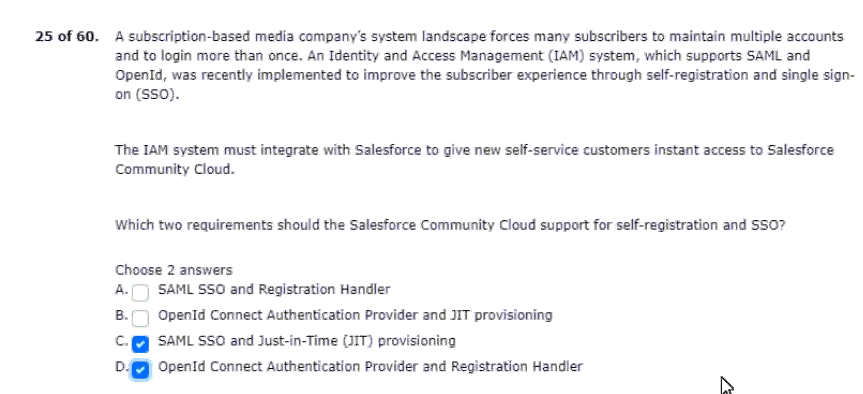 25 of 60. A subscription-based media company's system landscape forces many subscribers to maintain multiple accounts
and to login more than once. An Identity and Access Management (IAM) system, which supports SAML and
OpenId, was recently implemented to improve the subscriber experience through self-registration and single sign-
on (SSO).
The IAM system must integrate with Salesforce to give new self-service customers instant access to Salesforce
Community Cloud.
Which two requirements should the Salesforce Community Cloud support for self-registration and SSO?
Choose 2 answers
A. SAML SSO and Registration Handler
B. OpenId Connect Authentication Provider and JIT provisioning
C. SAML SSO and Just-in-Time (JIT) provisioning
D. OpenId Connect Authentication Provider and Registration Handler